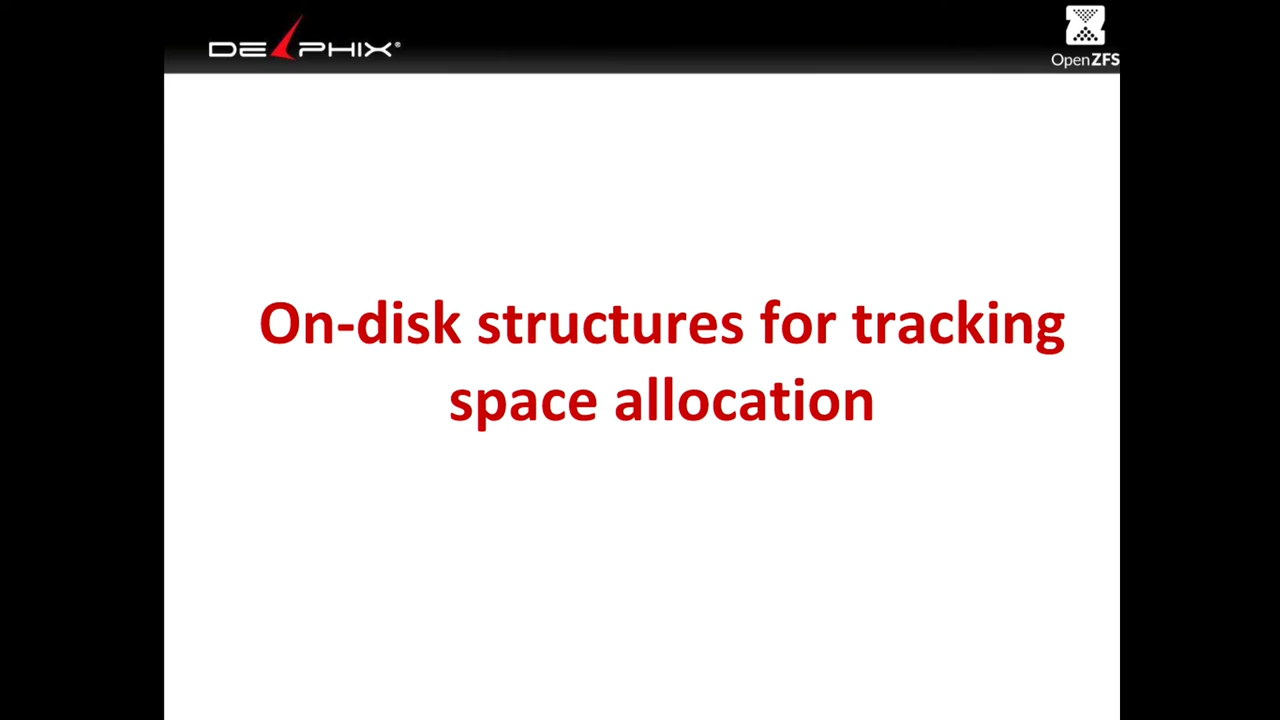 DELPHIX®
OpenZFS
On-disk structures for tracking
space allocation